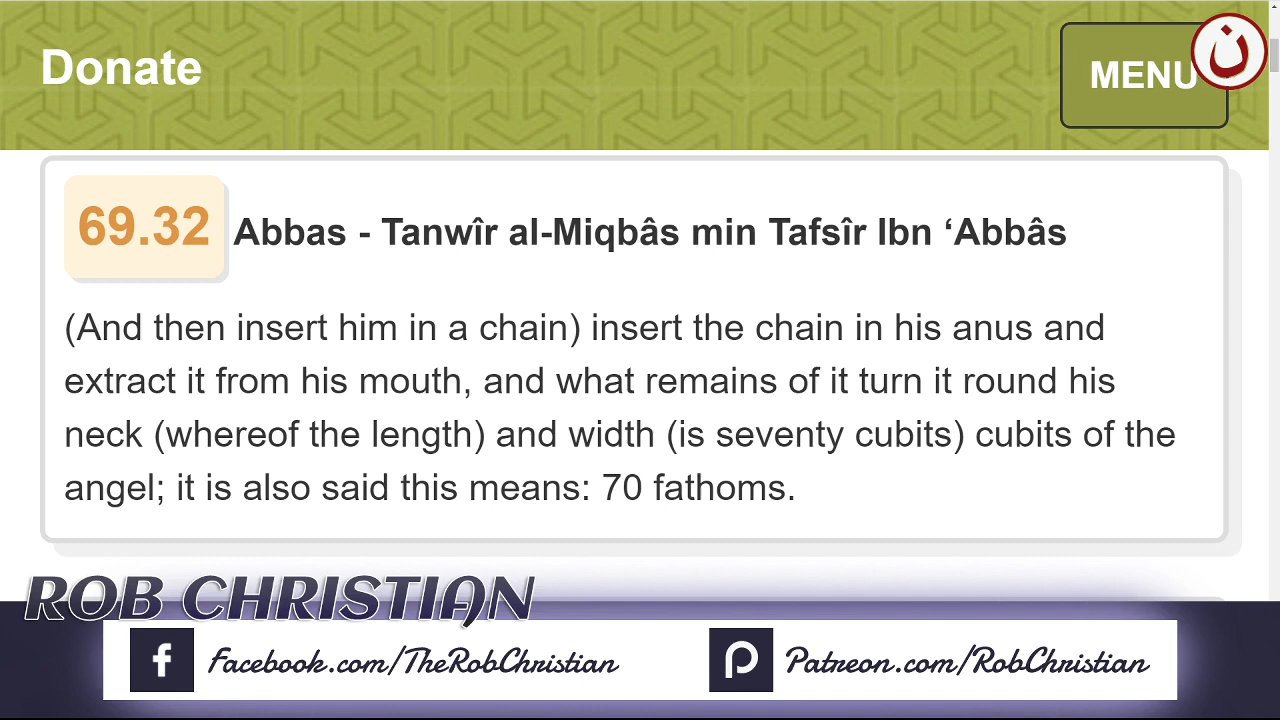 Donate
MENU
ن
69.32 Abbas - Tanwîr al-Miqbâs min Tafsîr Ibn ‘Abbâs
(And then insert him in a chain) insert the chain in his anus and
extract it from his mouth, and what remains of it turn it round his
neck (whereof the length) and width (is seventy cubits) cubits of the
angel; it is also said this means: 70 fathoms.
ROB CHRISTIAN
Facebook.com/TheRobChristian
Patreon.com/RobChristian